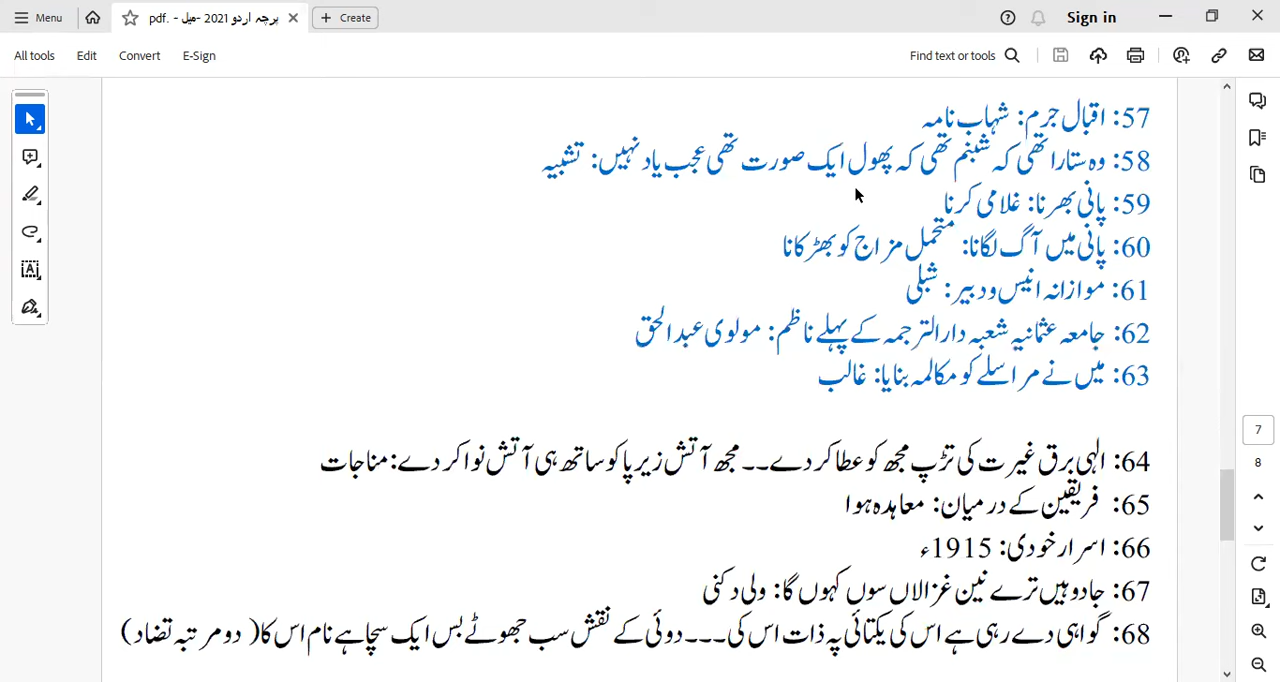 Menu
برچہ اردو 2021 -میل - .pdf
Create
Sign in
All tools
Edit
Convert
E-Sign
Find text or tools
57: اقبال جرم: شہاب نامہ
58: وہ ستارا تھی کہ شبنم تھی کہ پھول ایک صورت تھی عجب یاد نہیں: تشبیہ
59: پانی بھرنا: غلامی کرنا
60: پانی میں آگ لگانا: متحمل مزاج کو بھڑکانا
61: موازانہ انیس و دبیر: شبلی
62: جامعہ عثمانیہ شعبہ دارالترجمہ کے پہلے ناظم: مولوی عبدالحق
63: میں نے مراسلے کو مکالمہ بنایا: غالب
64: الہی برق غیرت کی تڑپ مجھ کو عطا کر دے۔۔ مجھ آتش زیر پا کو ساتھ ہی آتش نوا کر دے: مناجات
65: فریقین کے درمیان: معاہدہ ہوا
66: اسرار خودی: 1915ء
67: جادو ہیں ترے نین غزالاں سوں کہوں گا: ولی دکنی
68: گواہی دے رہی ہے اس کی یکتائی پہ ذات اس کی۔۔۔ دوئی کے نقش سب جھوٹے بس ایک سچا ہے نام اس کا( دو مرتبہ تضاد)
7
8